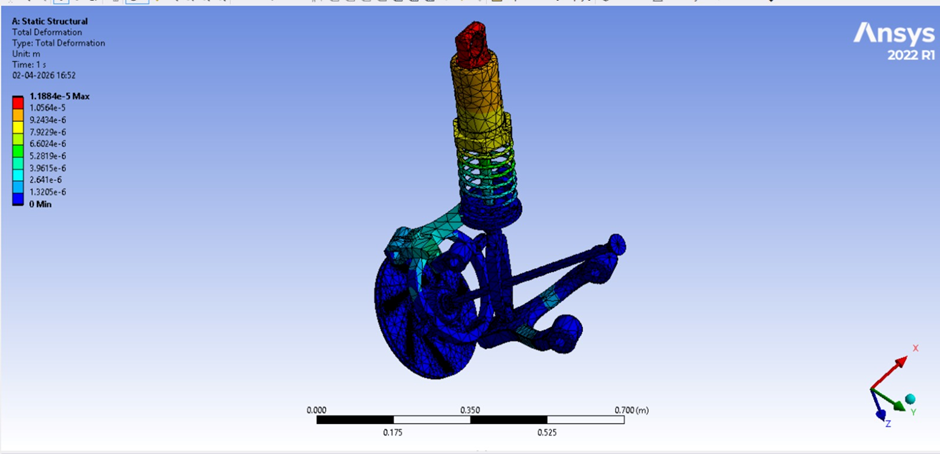 A: Static Structural
Total Deformation
Type: Total Deformation
Unit: m
Time: 1 s
02-04-2026 16:52
1.1884e-5 Max
1.0564e-5
9.2434e-6
7.9229e-6
6.6024e-6
5.2819e-6
3.9615e-6
2.641e-6
1.3205e-6
0 Min
Ansys
2022 R1
X
Y
Z
0.000 0.350 0.700 (m)
0.175 0.525